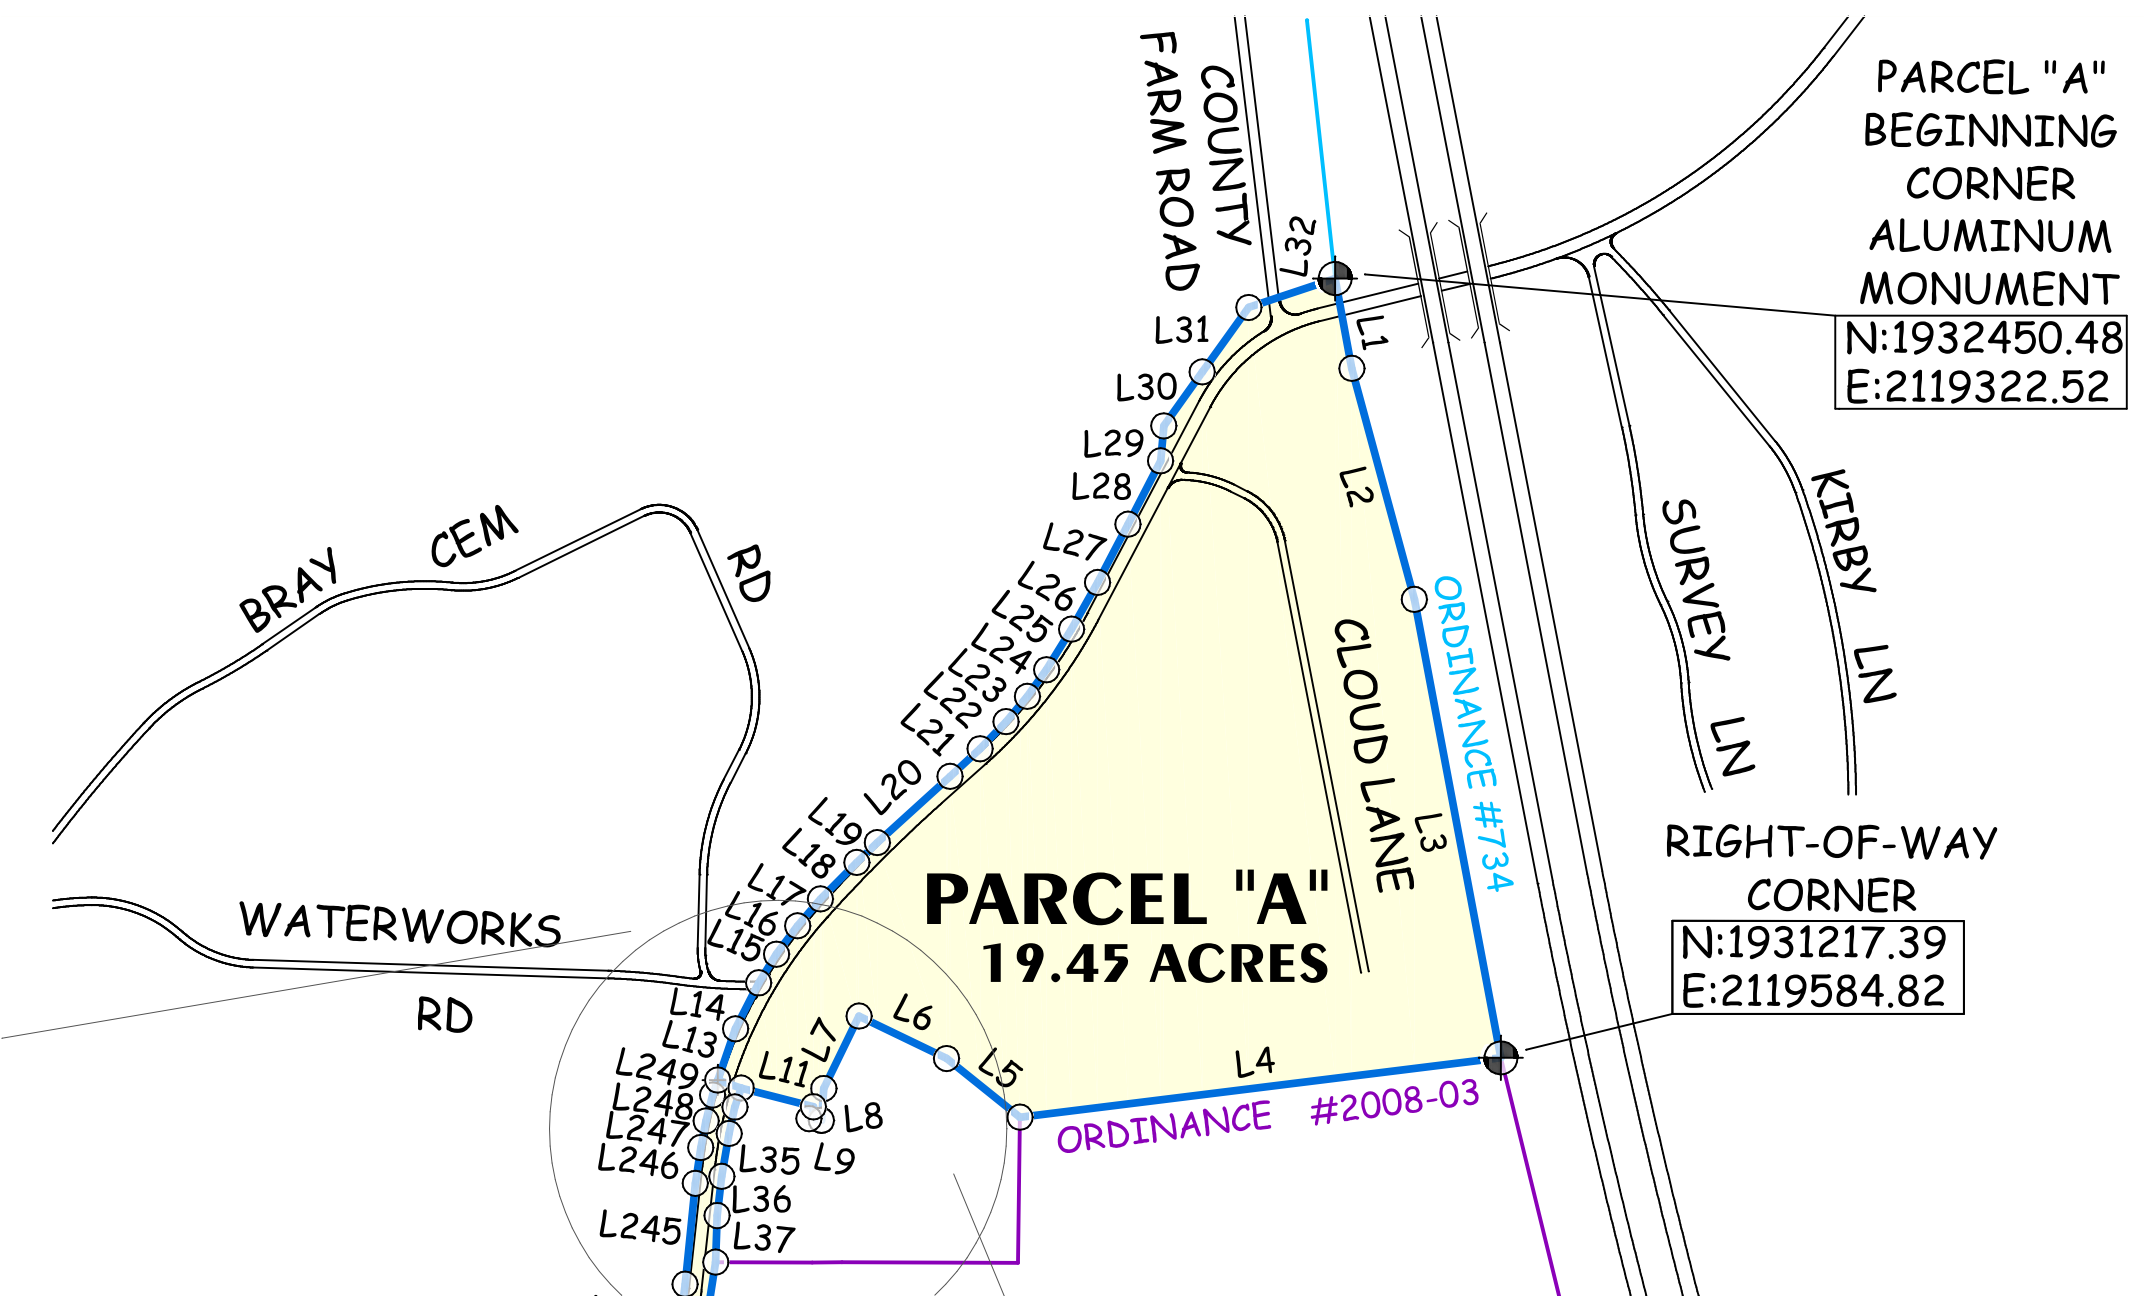 COUNTY
FARM ROAD
PARCEL "A"
BEGINNING
CORNER
ALUMINUM
MONUMENT
N:1932450.48
E:2119322.52
L32
L1
L31
L30
L29
L28
L2
L27
L26
L25
L24
L23
L22
L21
L20
L19
L18
L17
L16
L15
L14
L13
BRAY CEM RD
KIRBY LN
SURVEY LN
ORDINANCE #734
CLOUD LANE
L3
RIGHT-OF-WAY
CORNER
N:1931217.39
E:2119584.82
PARCEL "A"
19.45 ACRES
WATERWORKS
RD
L6
L7
L5
L4
L11
L8
L9
ORDINANCE #2008-03
L249
L248
L247
L246
L245
L35
L36
L37